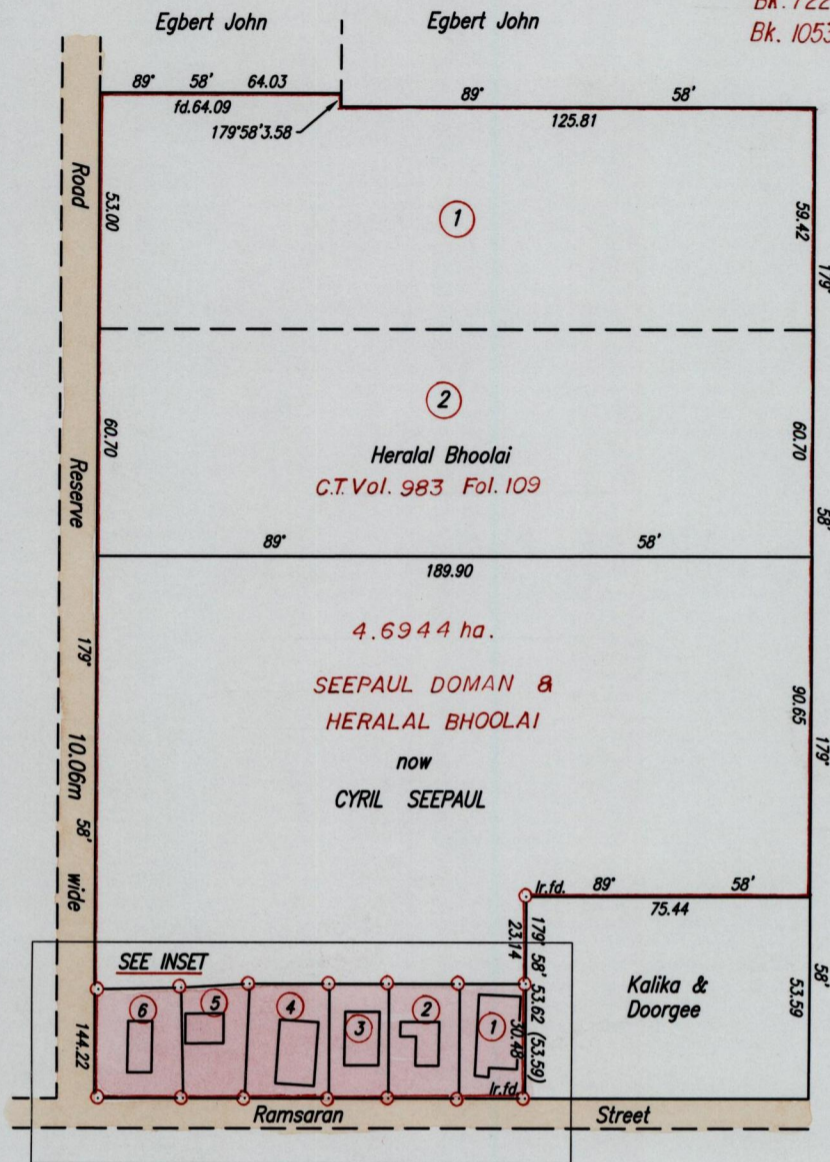 Bk. 1053
Egbert John
Egbert John
89° 58' 64.03
fd.64.09
179°58'3.58
89° 58'
125.81
Road
53.00
1
59.42
179°
2
60.70
Heralal Bhoolai
C.T. Vol. 983 Fol. 109
60.70
Reserve
58'
89° 58'
189.90
4.6944 ha.
179°
SEEPAUL DOMAN &
HERALAL BHOOLAI
90.65
10.06m
now
179°
CYRIL SEEPAUL
58'
wide
Ir.fd. 89° 58'
75.44
179° 58' 53.62 (53.59)
23.14
SEE INSET
Kalika &
Doorgee
58'
53.59
6
5
4
3
2
1
30.48
144.22
Ir.fd.
Ramsaran Street